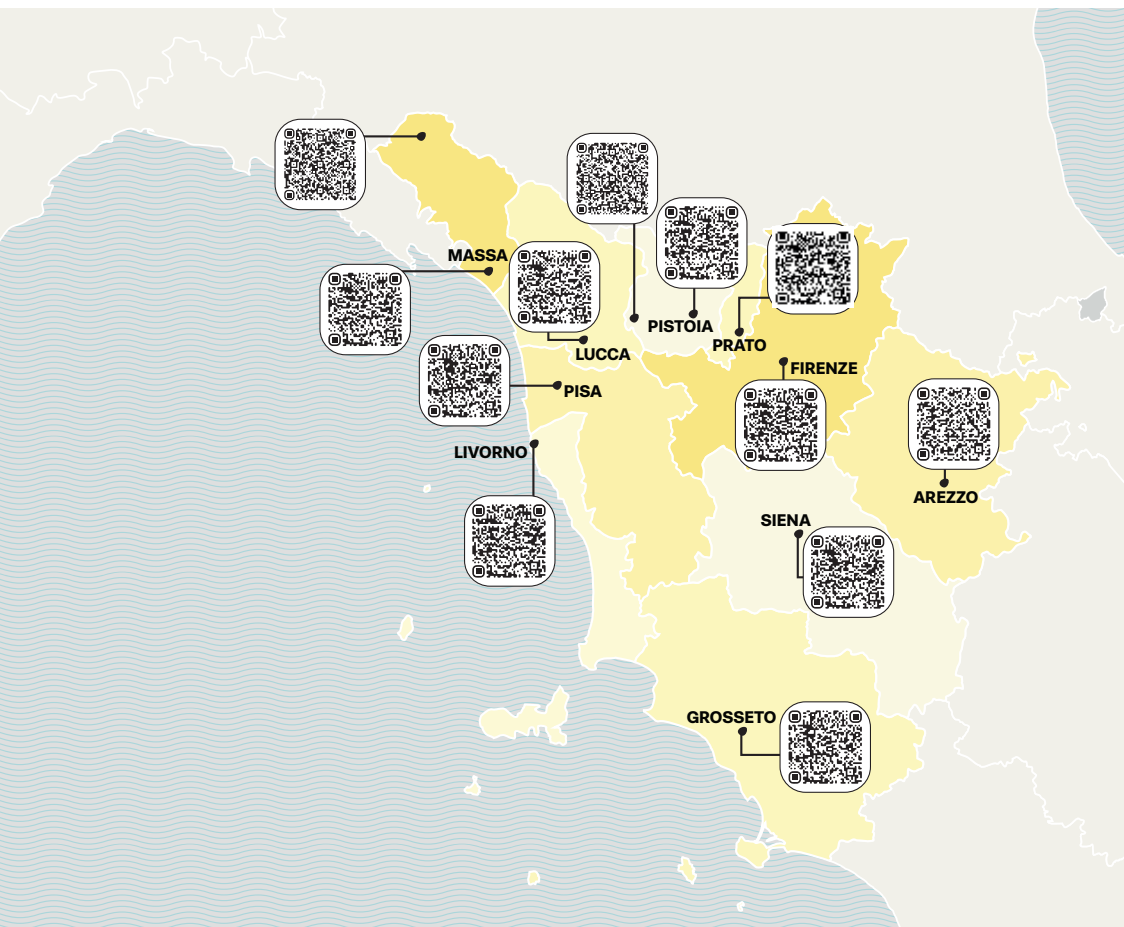 MASSA
PISTOIA
PRATO
LUCCA
FIRENZE
PISA
LIVORNO
AREZZO
SIENA
GROSSETO